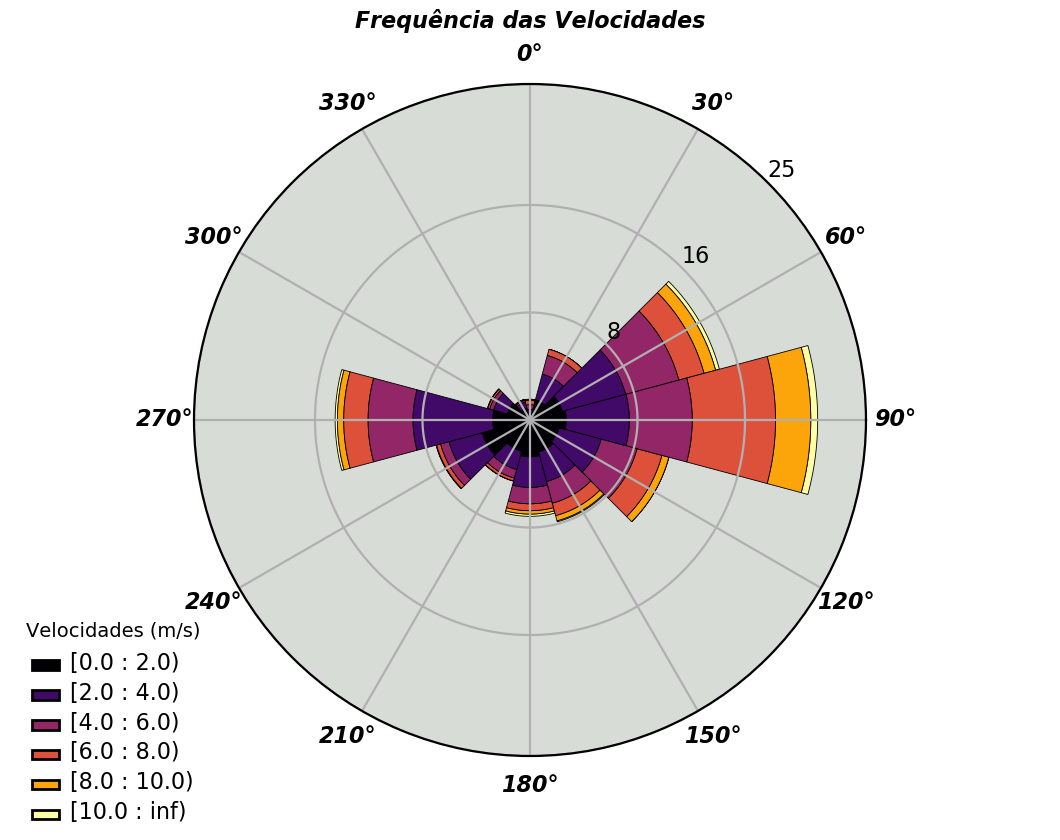 Frequência das Velocidades
0°
330°
30°
25
300°
60°
16
8
270°
90°
240°
120°
210°
150°
180°
Velocidades (m/s)
[0.0 : 2.0)
[2.0 : 4.0)
[4.0 : 6.0)
[6.0 : 8.0)
[8.0 : 10.0)
[10.0 : inf)